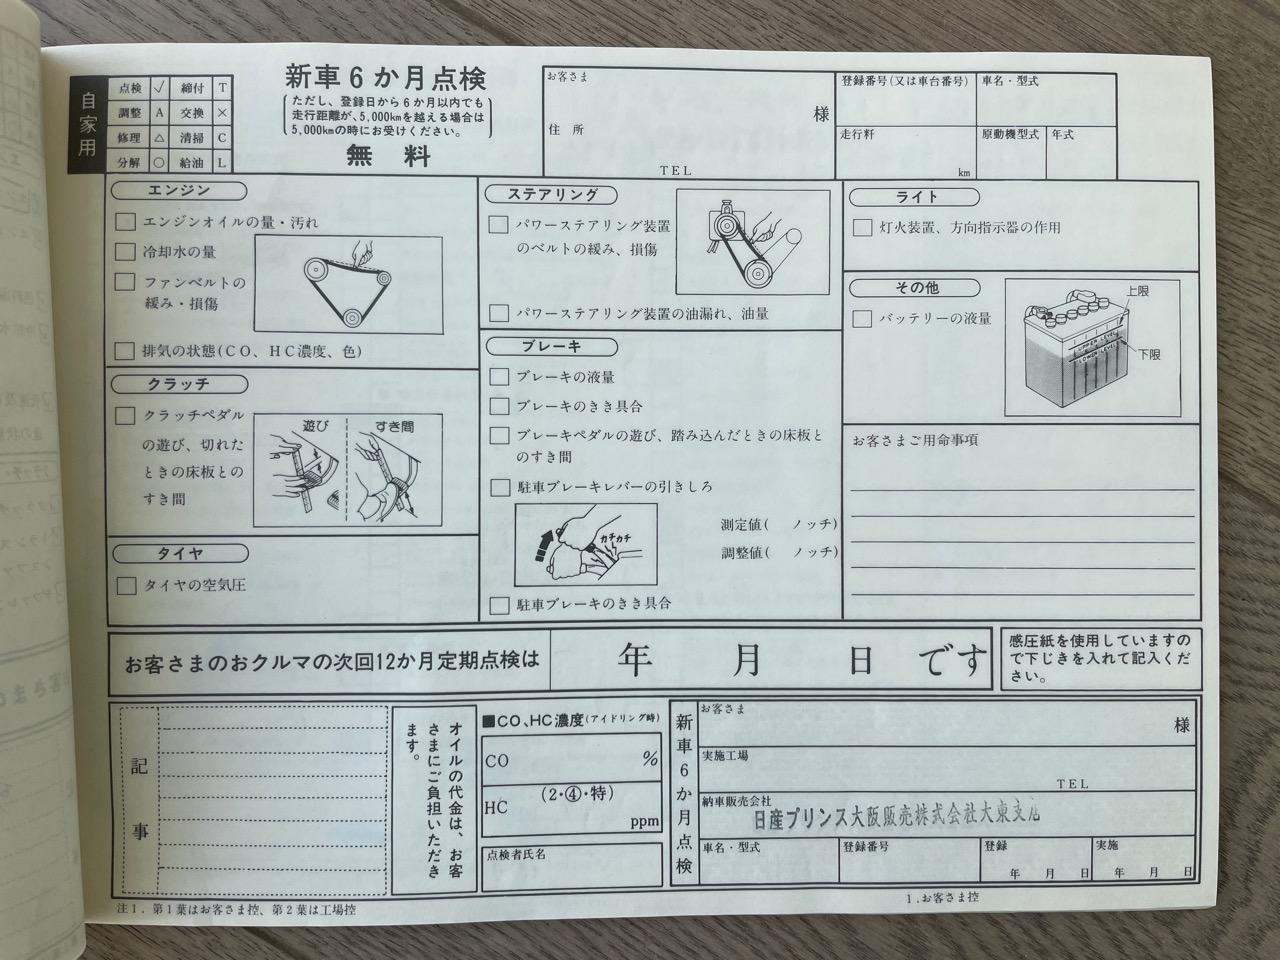 自家用
点検 √ 締付 T
調整 A 交換 ×
修理 △ 清掃 C
分解 ○ 給油 L
新車6か月点検
(ただし、登録日から6か月以内でも
走行距離が、5,000kmを越える場合は
5,000kmの時にお受けください。)
無料
お客さま
様
住所
TEL
登録番号(又は車台番号)
車名・型式
走行料
km
原動機型式
年式
エンジン
エンジンオイルの量・汚れ
冷却水の量
ファンベルトの
緩み・損傷
排気の状態(CO、HC濃度、色)
クラッチ
クラッチペダル
の遊び、切れた
ときの床板との
すき間
遊び
すき間
タイヤ
タイヤの空気圧
ステアリング
パワーステアリング装置
のベルトの緩み、損傷
パワーステアリング装置の油漏れ、油量
ブレーキ
ブレーキの液量
ブレーキのきき具合
ブレーキペダルの遊び、踏み込んだときの床板と
のすき間
駐車ブレーキレバーの引きしろ
カチカチ
測定値( ノッチ)
調整値( ノッチ)
駐車ブレーキのきき具合
ライト
灯火装置、方向指示器の作用
その他
バッテリーの液量
上限
UPPER LEVEL
LOWER LEVEL
下限
お客さまご用命事項
お客さまのおクルマの次回12か月定期点検は 年 月 日 です
感圧紙を使用していますの
で下じきを入れて記入くだ
さい。
記事
オイルの代金は、お客
さまにご負担いただき
ます。
■CO、HC濃度(アイドリング時)
CO %
HC (2・④・特)
ppm
点検者氏名
新車6か月点検
お客さま
様
実施工場
TEL
納車販売会社
日産プリンス大阪販売株式会社大東支店
車名・型式
登録番号
登録
年 月 日
実施
年 月 日
注1. 第1葉はお客さま控、第2葉は工場控
1.お客さま控